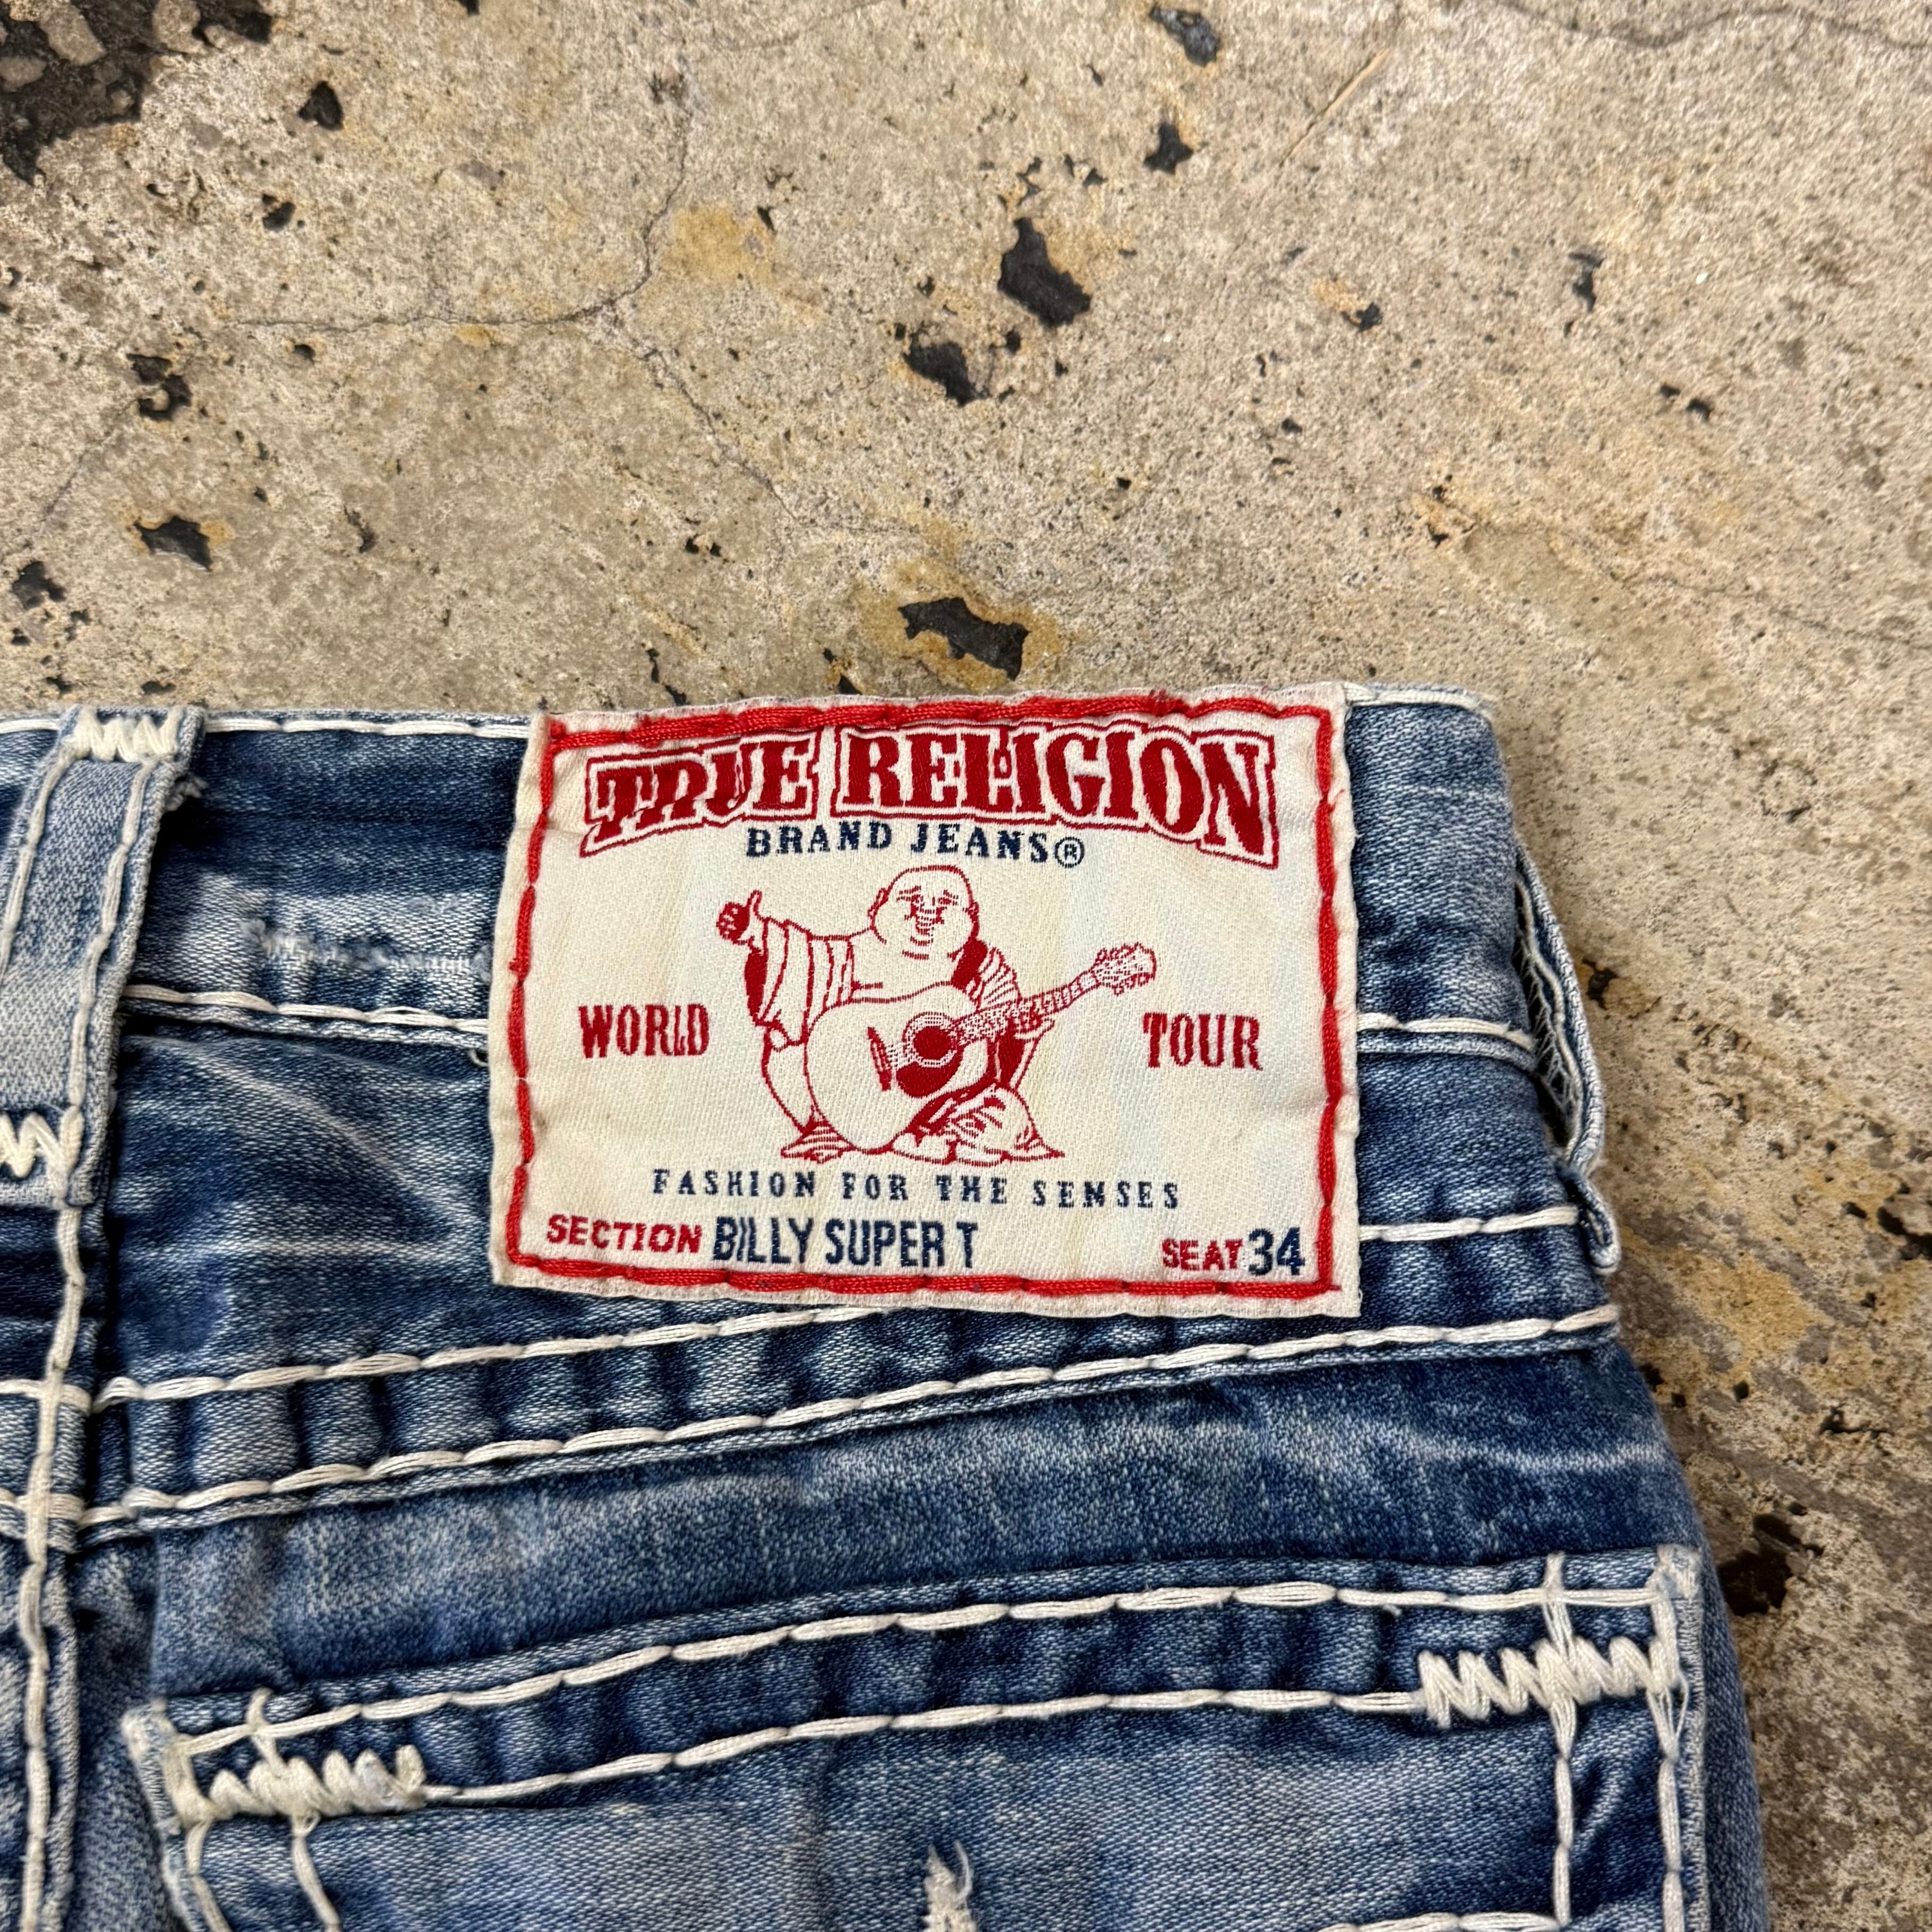 TRUE RELIGION
BRAND JEANS®
WORLD TOUR
FASHION FOR THE SENSES
SECTION BILLY SUPER T SEAT 34